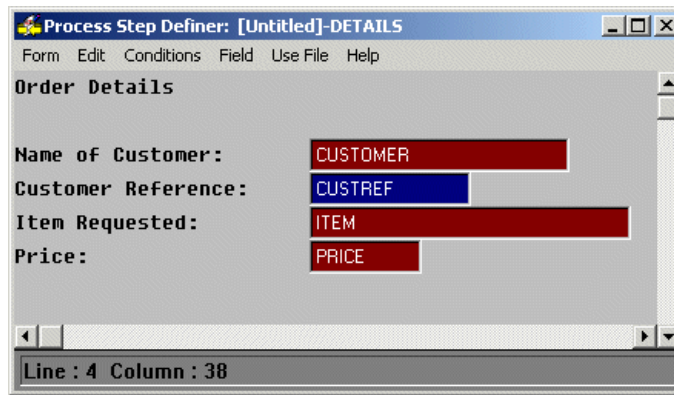 Process Step Definer: [Untitled]-DETAILS
Form Edit Conditions Field Use File Help
Order Details
Name of Customer: CUSTOMER
Customer Reference: CUSTREF
Item Requested: ITEM
Price: PRICE
Line : 4 Column : 38